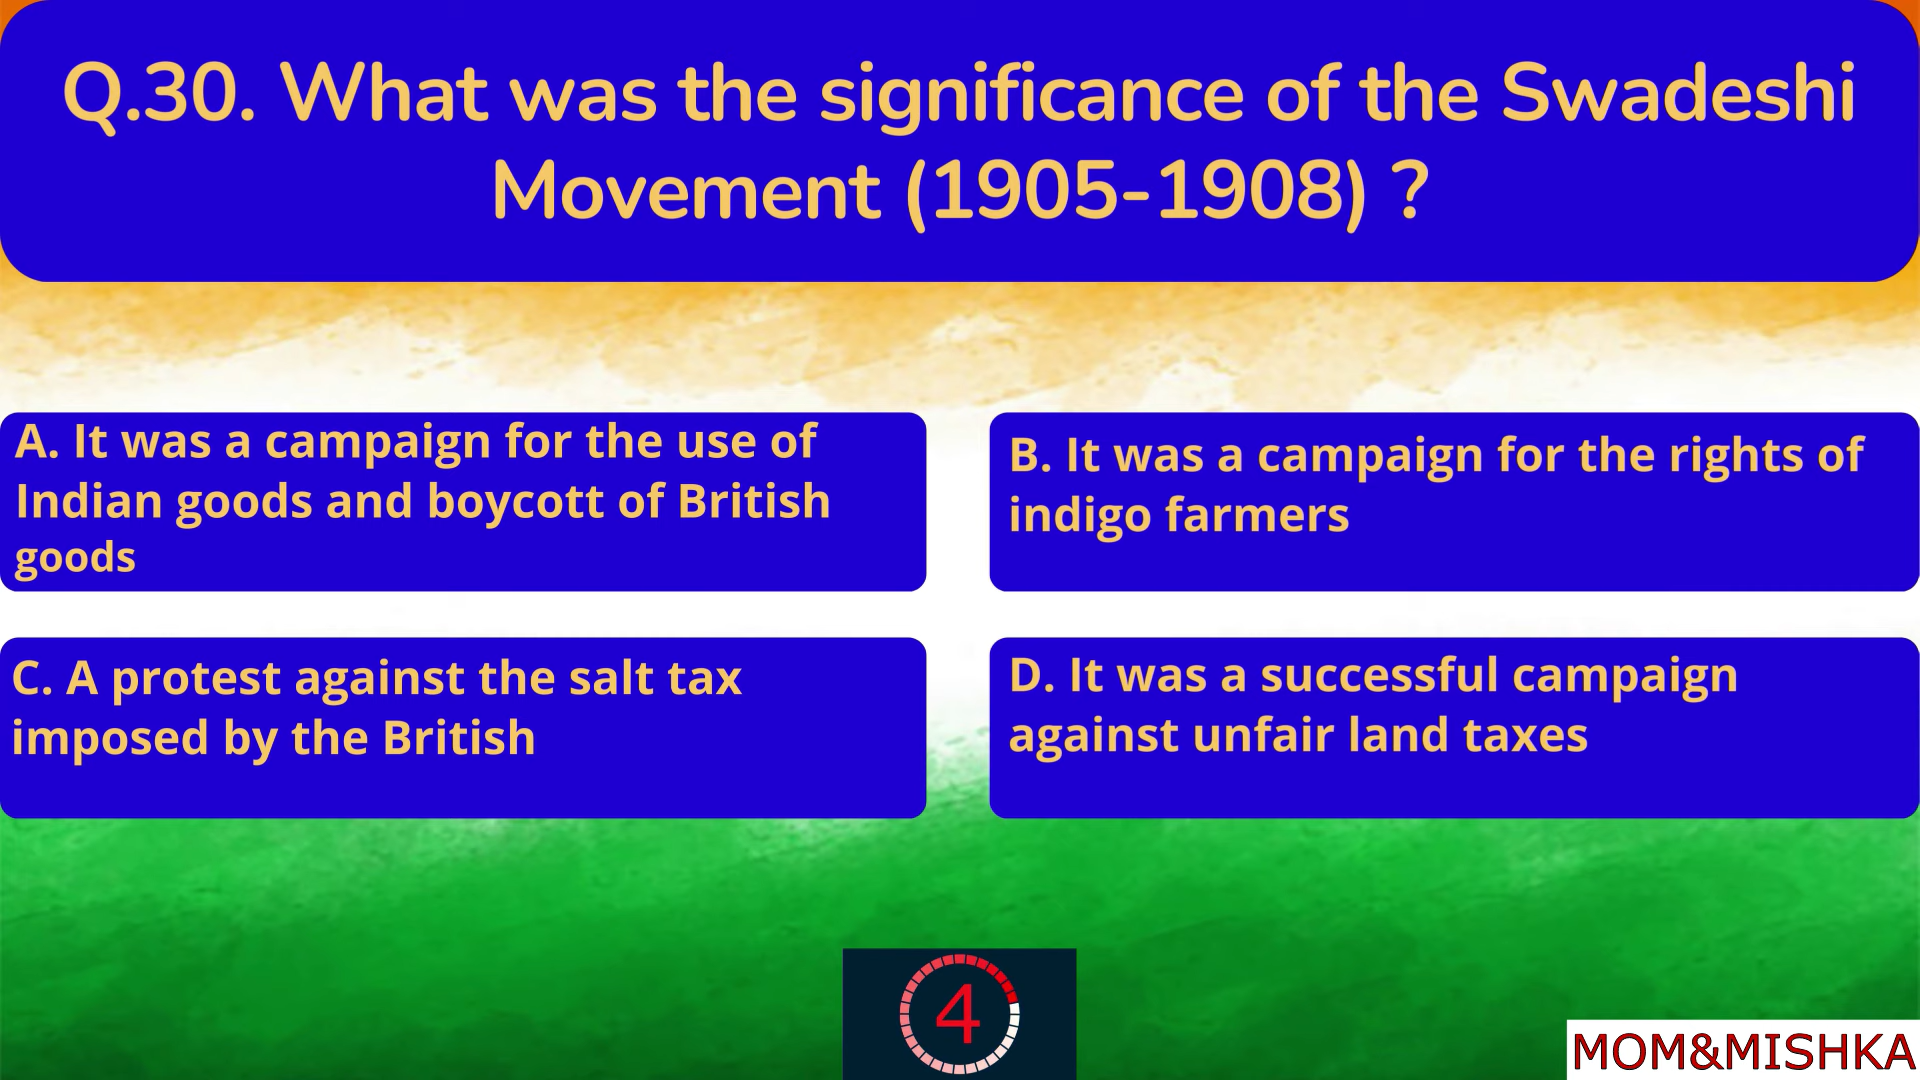 Q.30. What was the significance of the Swadeshi
Movement (1905-1908) ?
A. It was a campaign for the use of
Indian goods and boycott of British
goods
B. It was a campaign for the rights of
indigo farmers
C. A protest against the salt tax
imposed by the British
D. It was a successful campaign
against unfair land taxes
4
MOM&MISHKA